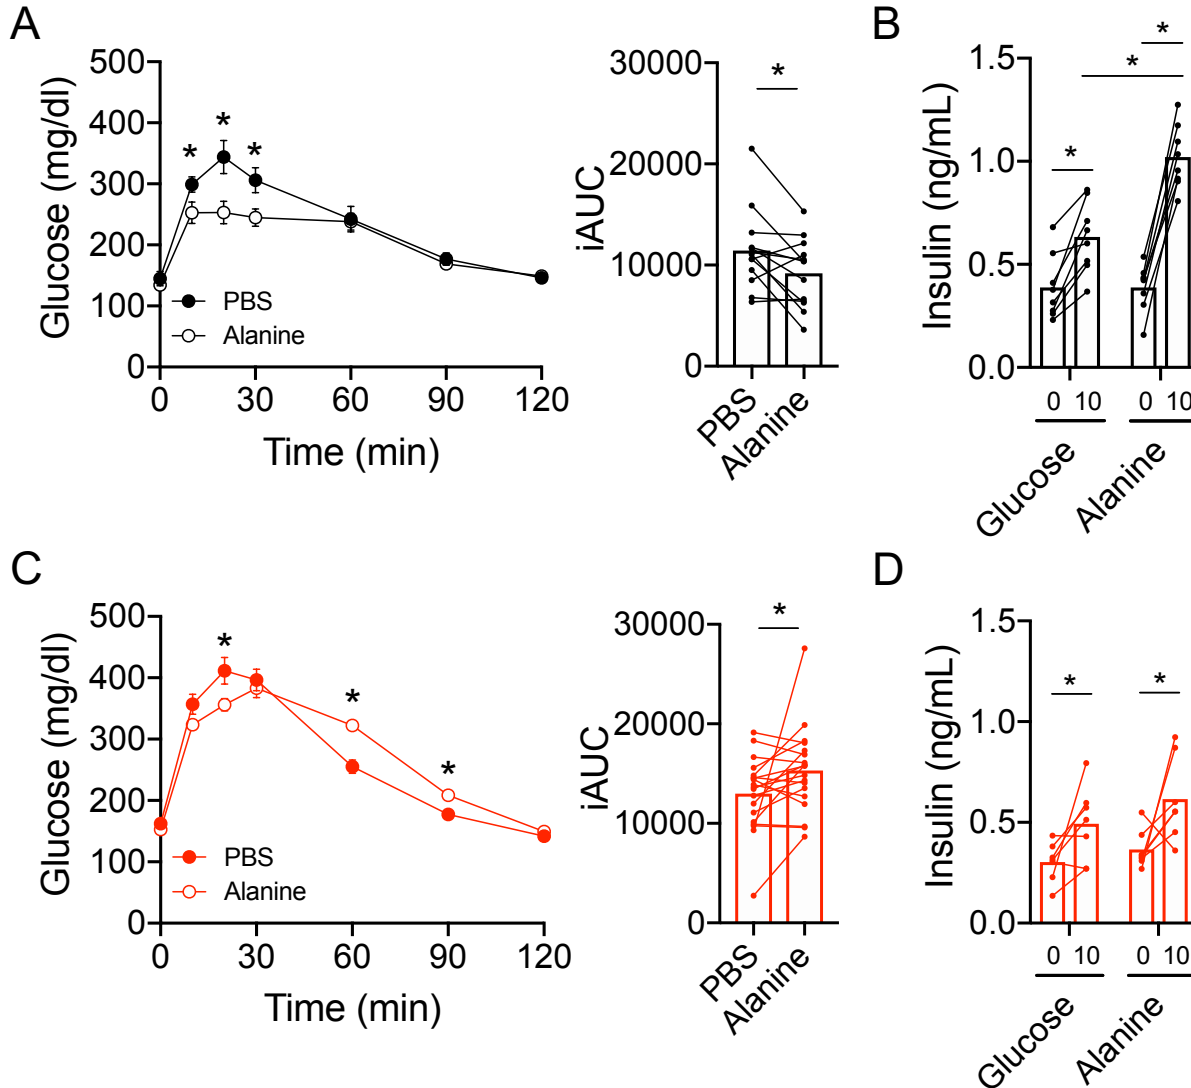 A
Glucose (mg/dl)
500
400
300
200
100
0
* * *
PBS
Alanine
0 30 60 90 120
Time (min)
iAUC
30000
20000
10000
0
*
PBS
Alanine
B
Insulin (ng/mL)
1.5
1.0
0.5
0.0
*
*
*
0 10 0 10
Glucose
Alanine
C
Glucose (mg/dl)
500
400
300
200
100
0
* * *
PBS
Alanine
0 30 60 90 120
Time (min)
iAUC
30000
20000
10000
0
*
PBS
Alanine
D
Insulin (ng/mL)
1.5
1.0
0.5
0.0
* *
0 10 0 10
Glucose
Alanine